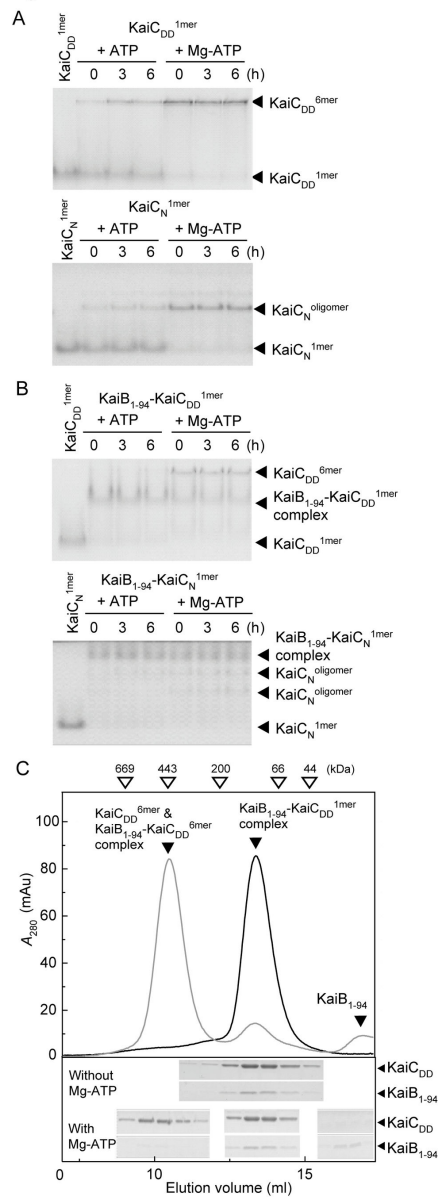 A
KaiC_DD^1mer
KaiC_DD^1mer
+ ATP + Mg-ATP
0 3 6 0 3 6 (h)
KaiC_DD^6mer
KaiC_DD^1mer
KaiC_N^1mer
KaiC_N^1mer
+ ATP + Mg-ATP
0 3 6 0 3 6 (h)
KaiC_N^oligomer
KaiC_N^1mer
B
KaiC_DD^1mer
KaiB_1-94-KaiC_DD^1mer
+ ATP + Mg-ATP
0 3 6 0 3 6 (h)
KaiC_DD^6mer
KaiB_1-94-KaiC_DD^1mer
complex
KaiC_DD^1mer
KaiC_N^1mer
KaiB_1-94-KaiC_N^1mer
+ ATP + Mg-ATP
0 3 6 0 3 6 (h)
KaiB_1-94-KaiC_N^1mer
complex
KaiC_N^oligomer
KaiC_N^oligomer
KaiC_N^1mer
C
669 443 200 66 44 (kDa)
KaiC_DD^6mer &
KaiB_1-94-KaiC_DD^6mer
complex
KaiB_1-94-KaiC_DD^1mer
complex
KaiB_1-94
100
80
60
40
20
0
A_280 (mAu)
Without
Mg-ATP
KaiC_DD
KaiB_1-94
With
Mg-ATP
KaiC_DD
KaiB_1-94
0 10 15
Elution volume (ml)